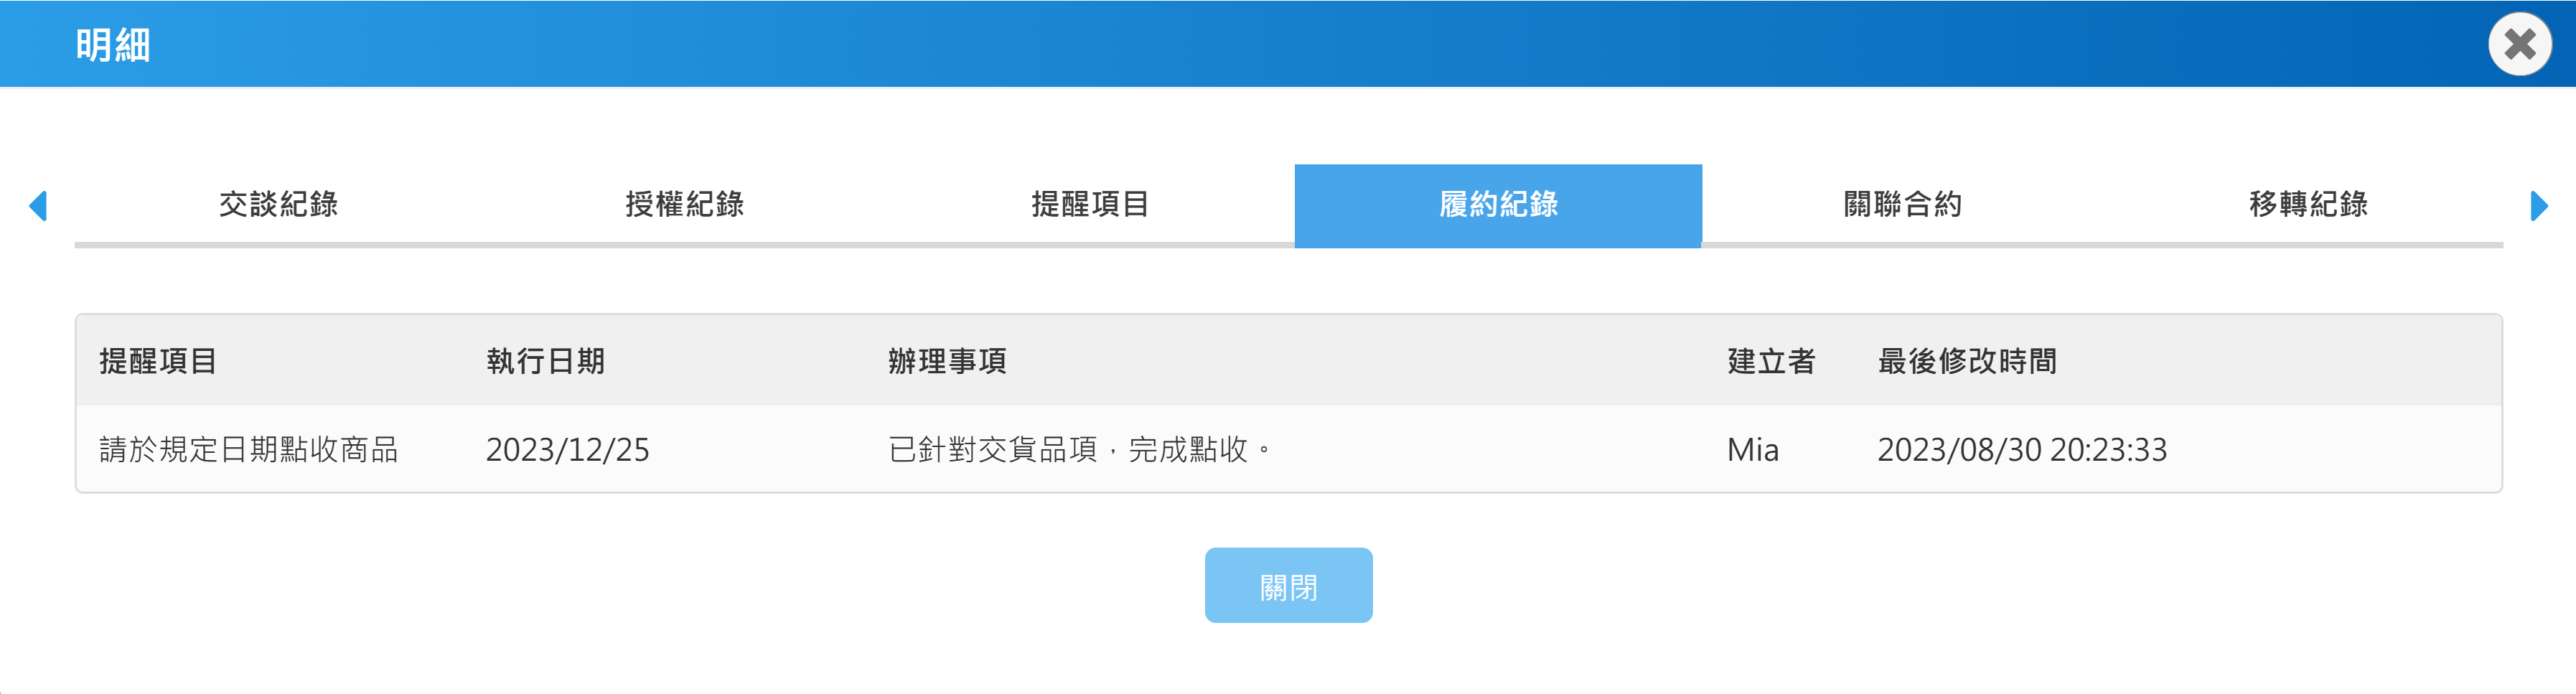 明細
交談紀錄 授權紀錄 提醒項目 履約紀錄 關聯合約 移轉紀錄
提醒項目 執行日期 辦理事項 建立者 最後修改時間
請於規定日期點收商品 2023/12/25 已針對交貨品項，完成點收。 Mia 2023/08/30 20:23:33
關閉